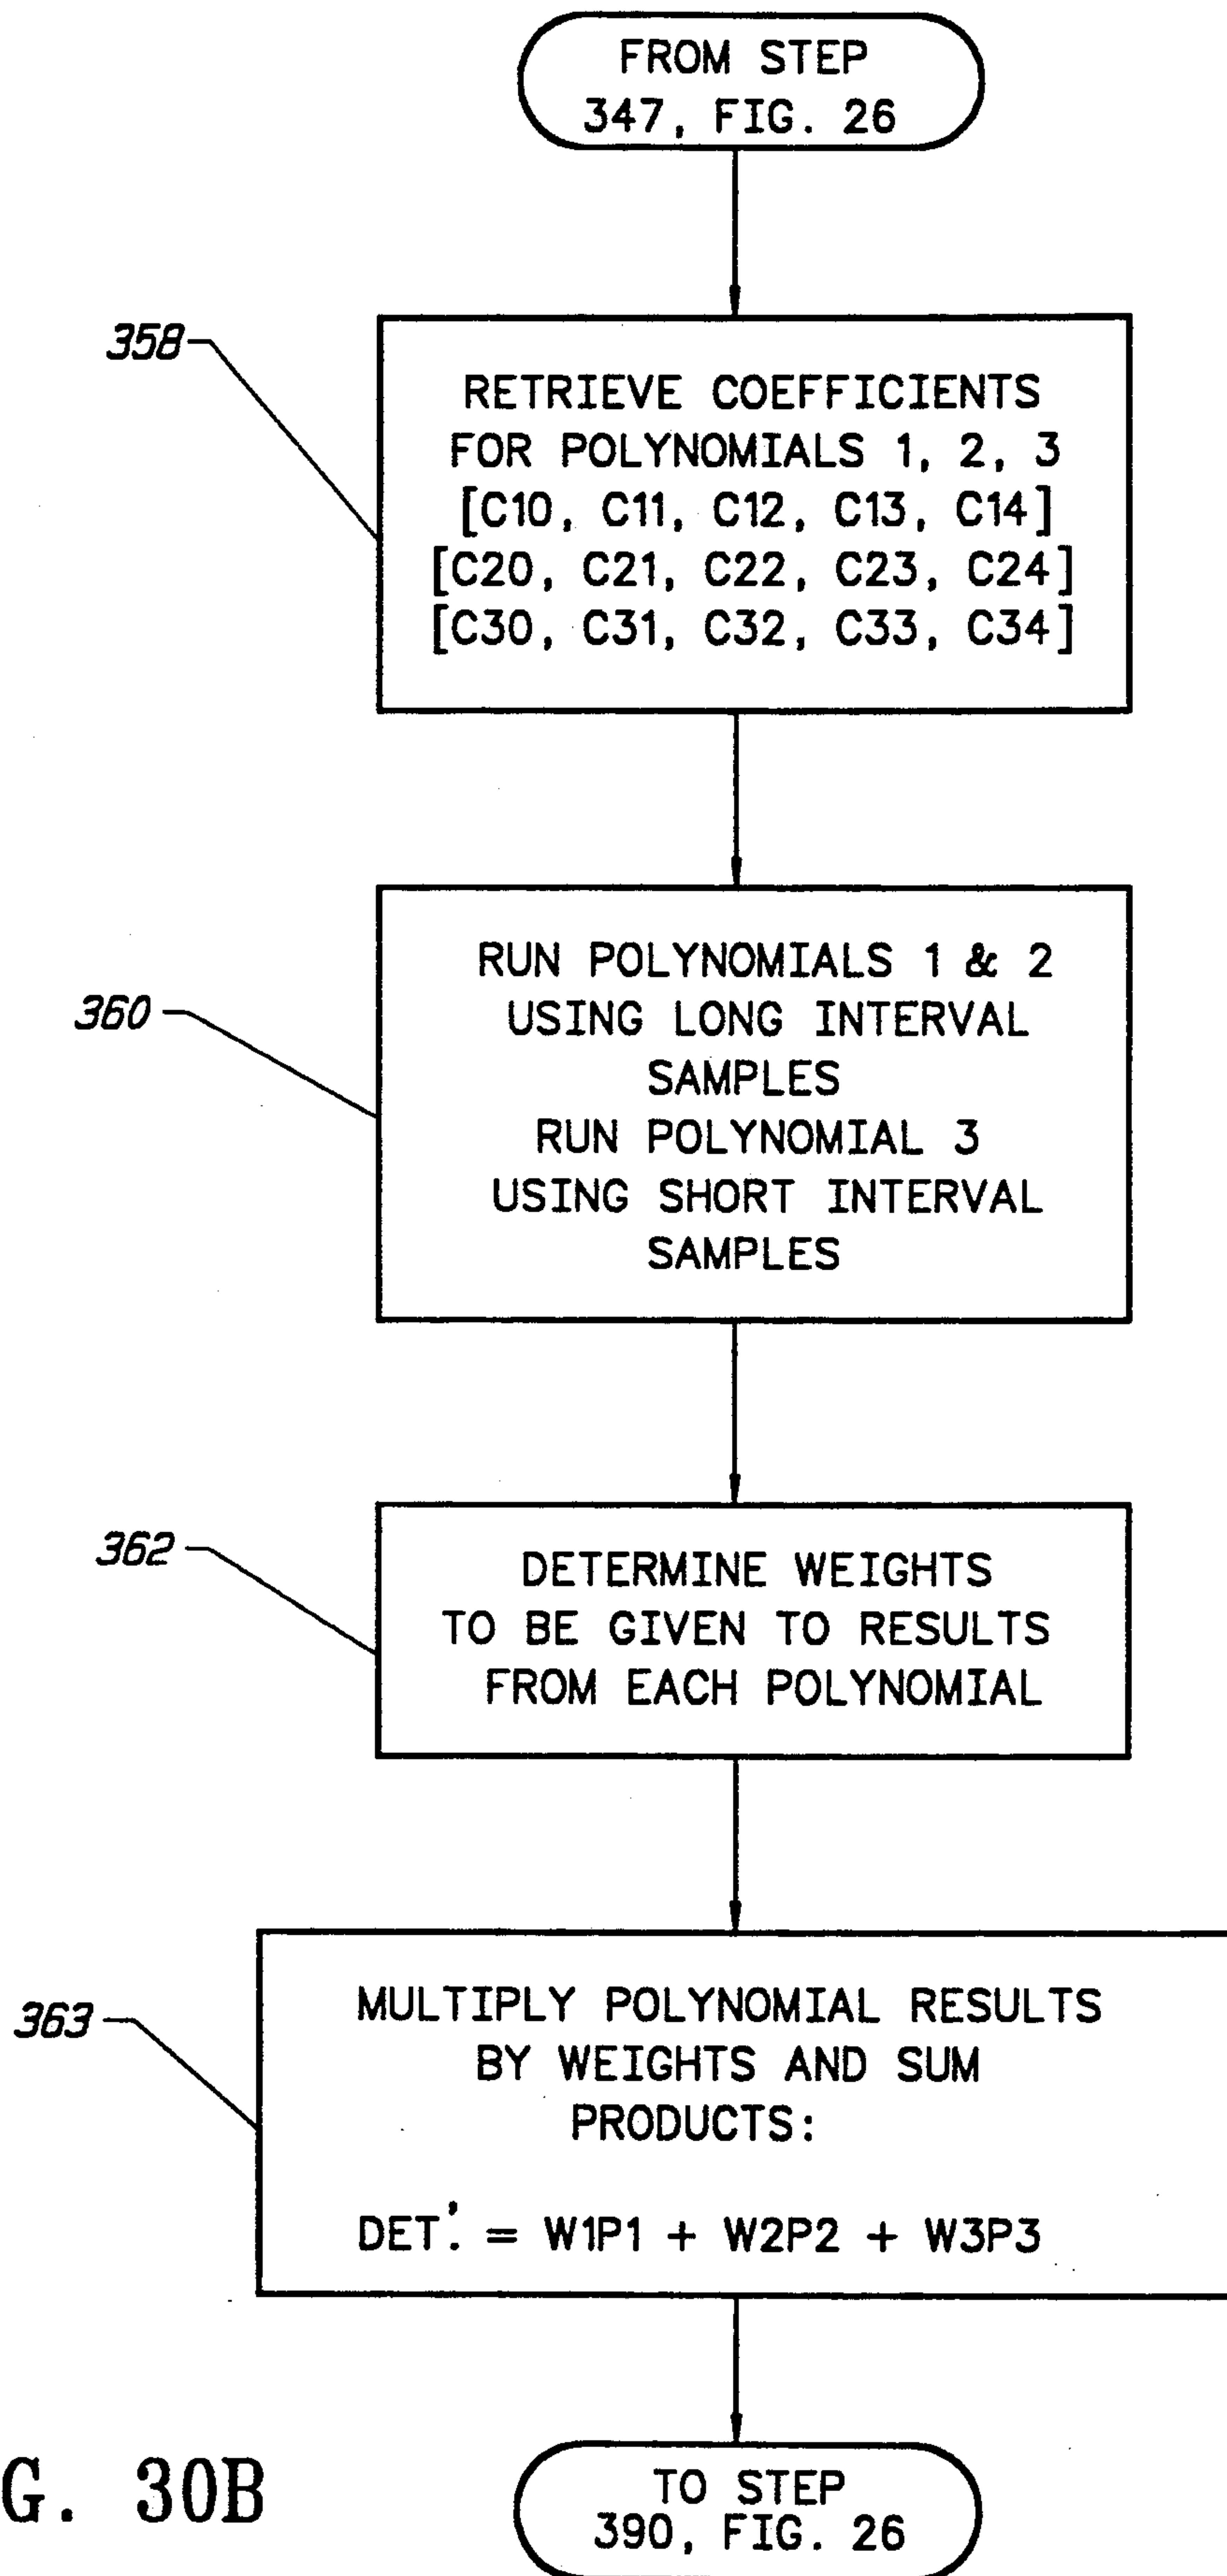 FROM STEP
347, FIG. 26
358
RETRIEVE COEFFICIENTS
FOR POLYNOMIALS 1, 2, 3
[C10, C11, C12, C13, C14]
[C20, C21, C22, C23, C24]
[C30, C31, C32, C33, C34]
360
RUN POLYNOMIALS 1 & 2
USING LONG INTERVAL
SAMPLES
RUN POLYNOMIAL 3
USING SHORT INTERVAL
SAMPLES
362
DETERMINE WEIGHTS
TO BE GIVEN TO RESULTS
FROM EACH POLYNOMIAL
363
MULTIPLY POLYNOMIAL RESULTS
BY WEIGHTS AND SUM
PRODUCTS:
DET.' = W1P1 + W2P2 + W3P3
G. 30B
TO STEP
390, FIG. 26